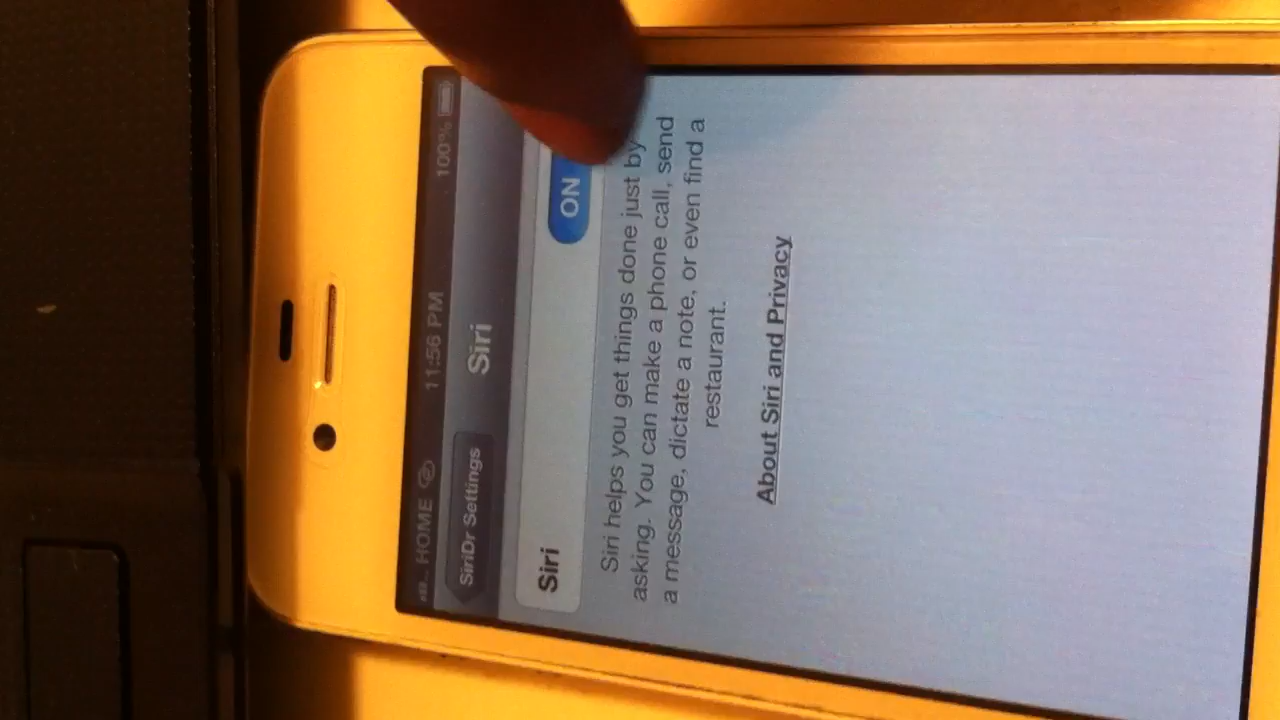 HOME 11:56 PM 100%
SiriDr Settings Siri
Siri ON
Siri helps you get things done just by
asking. You can make a phone call, send
a message, dictate a note, or even find a
restaurant.
About Siri and Privacy